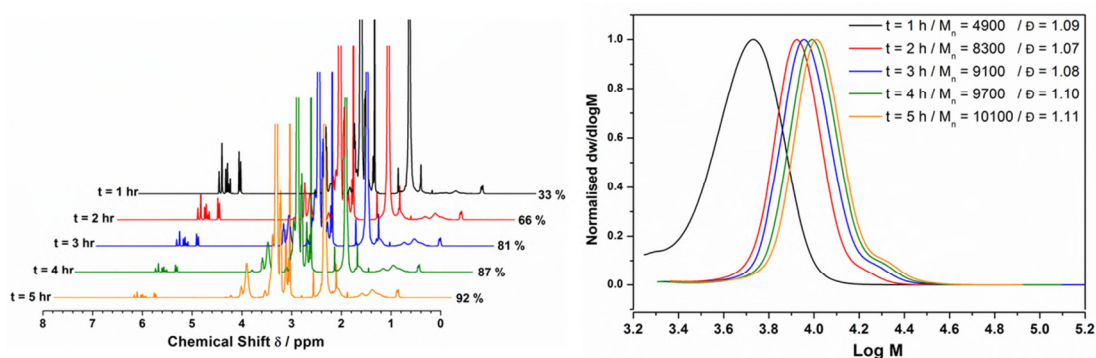 t = 1 hr
33 %
t = 2 hr
66 %
t = 3 hr
81 %
t = 4 hr
87 %
t = 5 hr
92 %
8 7 6 5 4 3 2 1 0
Chemical Shift δ / ppm
t = 1 h / Mn = 4900 / Đ = 1.09
t = 2 h / Mn = 8300 / Đ = 1.07
t = 3 h / Mn = 9100 / Đ = 1.08
t = 4 h / Mn = 9700 / Đ = 1.10
t = 5 h / Mn = 10100 / Đ = 1.11
Normalised dw/dlogM
1.0
0.8
0.6
0.4
0.2
0.0
3.2 3.6 4.0 4.4 4.8 5.2
3.4 3.8 4.0 4.4 4.8 5.2
Log M